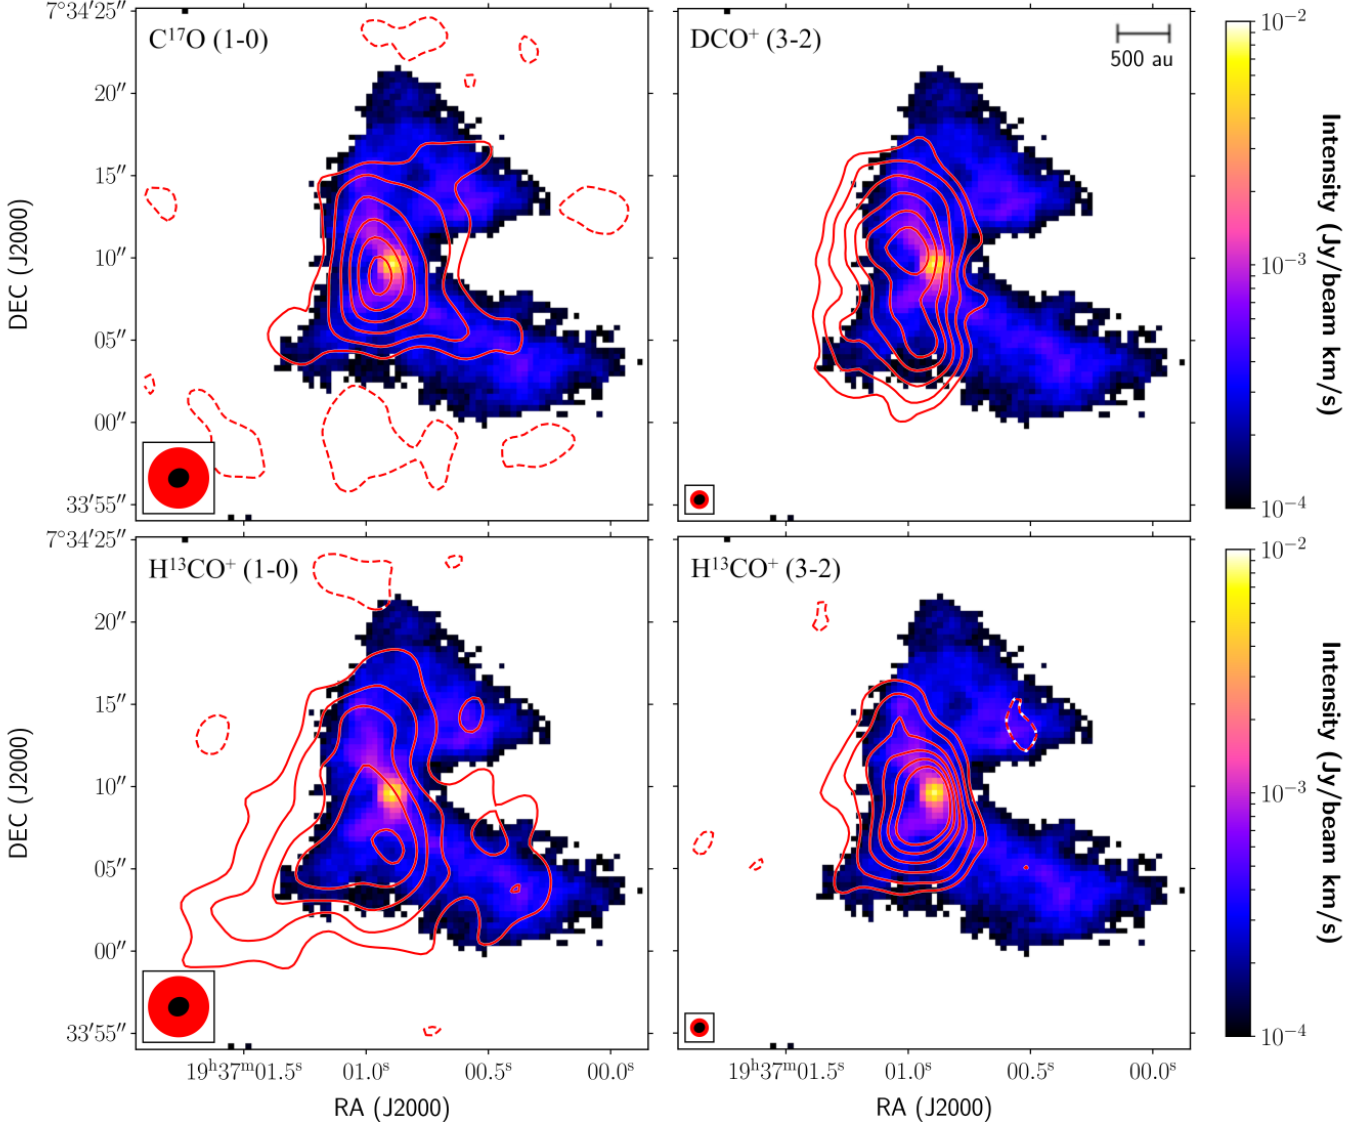 7°34′25″
C¹⁷O (1-0)
DCO⁺ (3-2)
500 au
20″
15″
10″
05″
00″
33′55″
DEC (J2000)
10⁻²
10⁻³
10⁻⁴
Intensity (Jy/beam km/s)
7°34′25″
H¹³CO⁺ (1-0)
H¹³CO⁺ (3-2)
20″
15″
10″
05″
00″
33′55″
DEC (J2000)
10⁻²
10⁻³
10⁻⁴
Intensity (Jy/beam km/s)
19ʰ37ᵐ01.5ˢ 01.0ˢ 00.5ˢ 00.0ˢ
19ʰ37ᵐ01.5ˢ 01.0ˢ 00.5ˢ 00.0ˢ
RA (J2000)
RA (J2000)